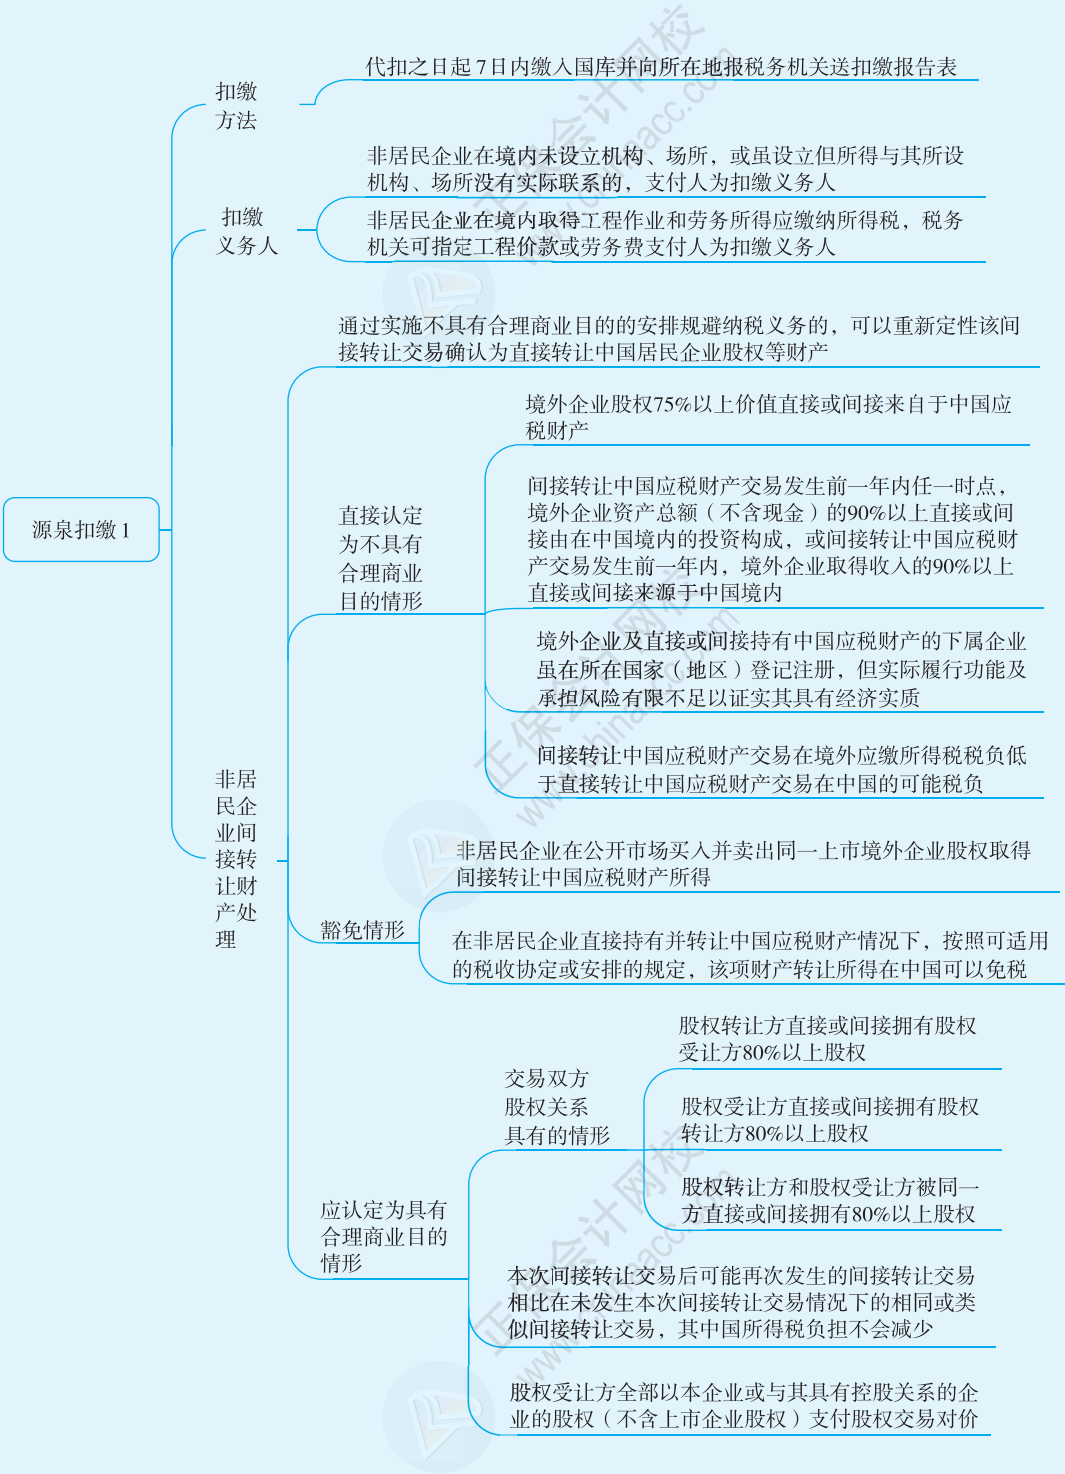 代扣之日起 7日内缴入国库并向所在地报税务机关送扣缴报告表
扣缴
方法
非居民企业在境内未设立机构、场所，或虽设立但所得与其所设
机构、场所没有实际联系的，支付人为扣缴义务人
扣缴
义务人
非居民企业在境内取得工程作业和劳务所得应缴纳所得税，税务
机关可指定工程价款或劳务费支付人为扣缴义务人
通过实施不具有合理商业目的的安排规避纳税义务的，可以重新定性该间
接转让交易确认为直接转让中国居民企业股权等财产
境外企业股权75%以上价值直接或间接来自于中国应
税财产
源泉扣缴 1
直接认定
为不具有
合理商业
目的情形
间接转让中国应税财产交易发生前一年内任一时点，
境外企业资产总额（不含现金）的90%以上直接或间
接由在中国境内的投资构成，或间接转让中国应税财
产交易发生前一年内，境外企业取得收入的90%以上
直接或间接来源于中国境内
境外企业及直接或间接持有中国应税财产的下属企业
虽在所在国家（地区）登记注册，但实际履行功能及
承担风险有限不足以证实其具有经济实质
间接转让中国应税财产交易在境外应缴所得税税负低
于直接转让中国应税财产交易在中国的可能税负
非居
民企
业间
接转
让财
产处
理
非居民企业在公开市场买入并卖出同一上市境外企业股权取得
间接转让中国应税财产所得
豁免情形
在非居民企业直接持有并转让中国应税财产情况下，按照可适用
的税收协定或安排的规定，该项财产转让所得在中国可以免税
股权转让方直接或间接拥有股权
受让方80%以上股权
交易双方
股权关系
具有的情形
股权受让方直接或间接拥有股权
转让方80%以上股权
股权转让方和股权受让方被同一
方直接或间接拥有80%以上股权
应认定为具有
合理商业目的
情形
本次间接转让交易后可能再次发生的间接转让交易
相比在未发生本次间接转让交易情况下的相同或类
似间接转让交易，其中国所得税负担不会减少
股权受让方全部以本企业或与其具有控股关系的企
业的股权（不含上市企业股权）支付股权交易对价
正保会计网校
www.chinaacc.com
正保会计网校
www.chinaacc.com
正保会计网校
www.chinaacc.com